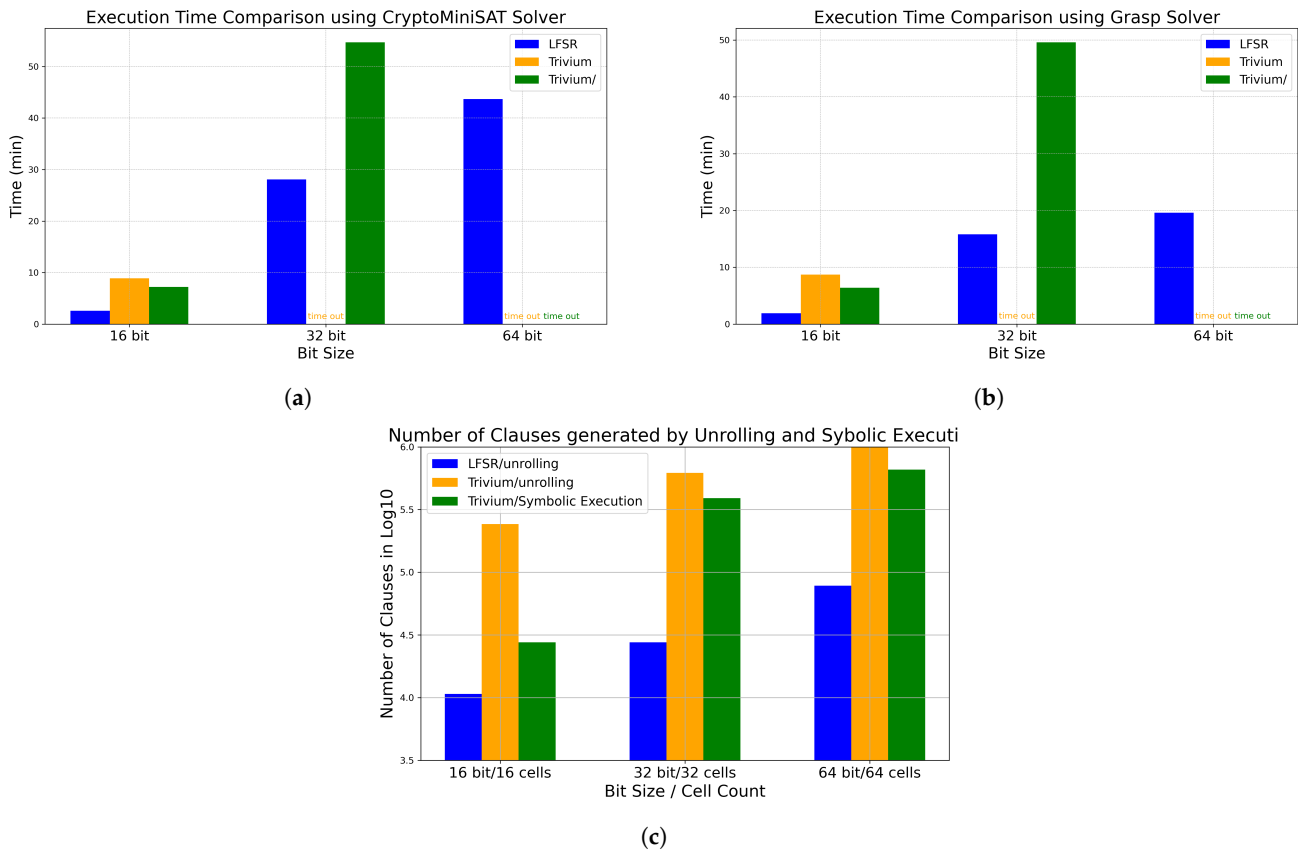 Execution Time Comparison using CryptoMiniSAT Solver
Time (min)
50
40
30
20
10
0
LFSR
Trivium
Trivium/
time out
time out time out
16 bit 32 bit 64 bit
Bit Size
(a)
Execution Time Comparison using Grasp Solver
Time (min)
50
40
30
20
10
0
LFSR
Trivium
Trivium/
time out
time out time out
16 bit 32 bit 64 bit
Bit Size
(b)
Number of Clauses generated by Unrolling and Sybolic Executi
Number of Clauses in Log10
6.0
5.5
5.0
4.5
4.0
3.5
LFSR/unrolling
Trivium/unrolling
Trivium/Symbolic Execution
16 bit/16 cells 32 bit/32 cells 64 bit/64 cells
Bit Size / Cell Count
(c)